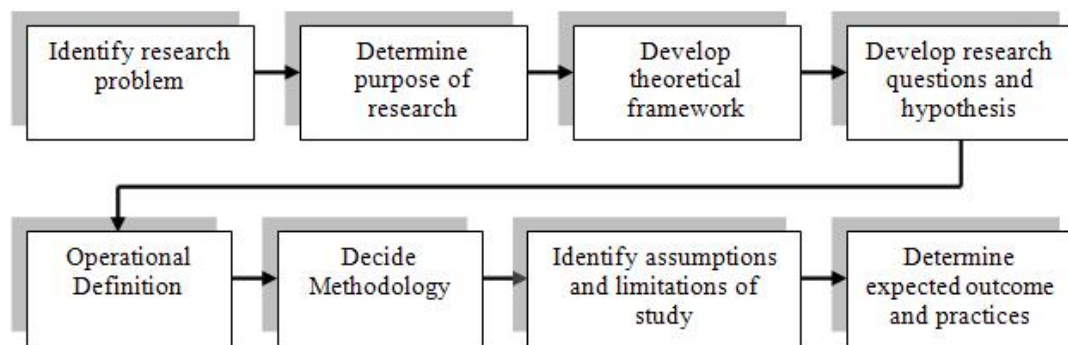 Identify research
problem
Determine
purpose of
research
Develop
theoretical
framework
Develop research
questions and
hypothesis
Operational
Definition
Decide
Methodology
Identify assumptions
and limitations of
study
Determine
expected outcome
and practices